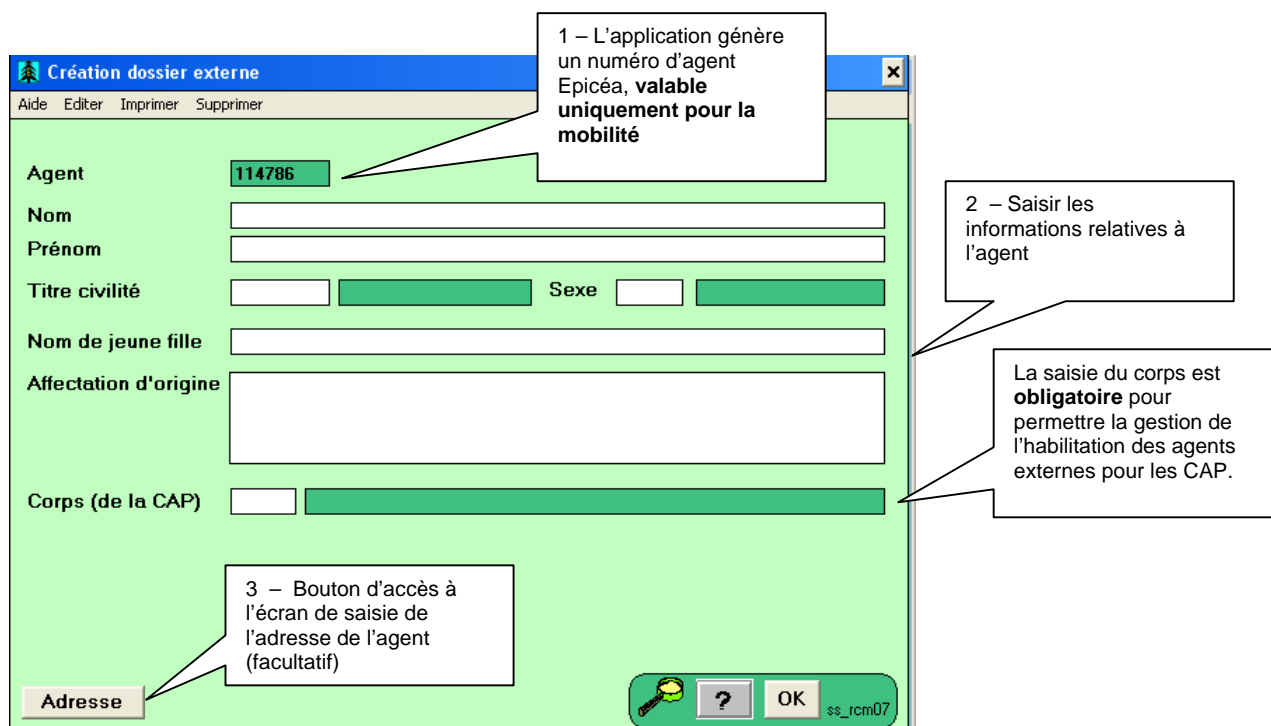 1 – L'application génère
un numéro d'agent
Epicéa, valable
uniquement pour la
mobilité
Création dossier externe
Aide Editer Imprimer Supprimer
Agent 114786
Nom
Prénom
Titre civilité Sexe
Nom de jeune fille
Affectation d'origine
Corps (de la CAP)
2 – Saisir les
informations relatives à
l'agent
La saisie du corps est
obligatoire pour
permettre la gestion de
l'habilitation des agents
externes pour les CAP.
3 – Bouton d'accès à
l'écran de saisie de
l'adresse de l'agent
(facultatif)
Adresse
? OK ss_rcm07